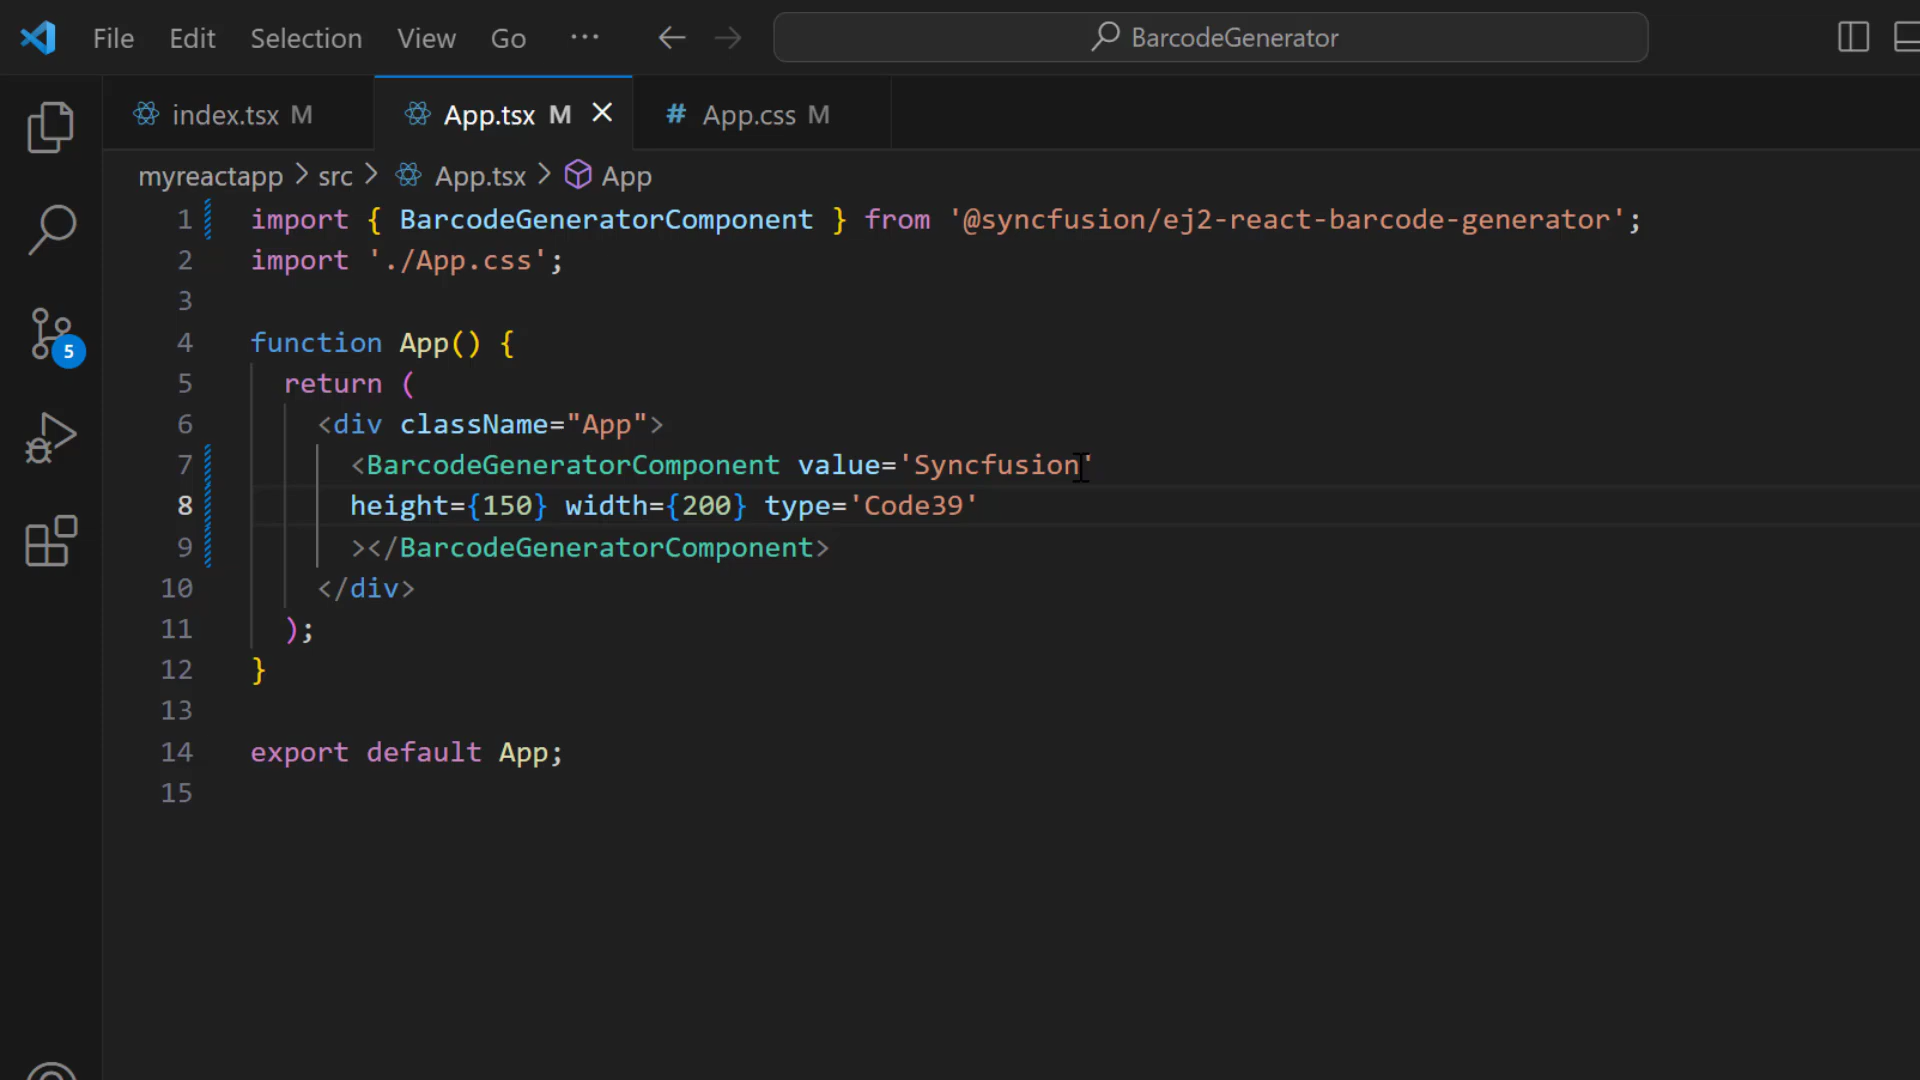 File Edit Selection View Go ··· BarcodeGenerator
index.tsx M App.tsx M # App.css M
myreactapp > src > App.tsx > App
1 import { BarcodeGeneratorComponent } from '@syncfusion/ej2-react-barcode-generator';
2 import './App.css';
3
4 function App() {
5 return (
6 <div className="App">
7 <BarcodeGeneratorComponent value='Syncfusion'
8 height={150} width={200} type='Code39'
9 ></BarcodeGeneratorComponent>
10 </div>
11 );
12 }
13
14 export default App;
15
5